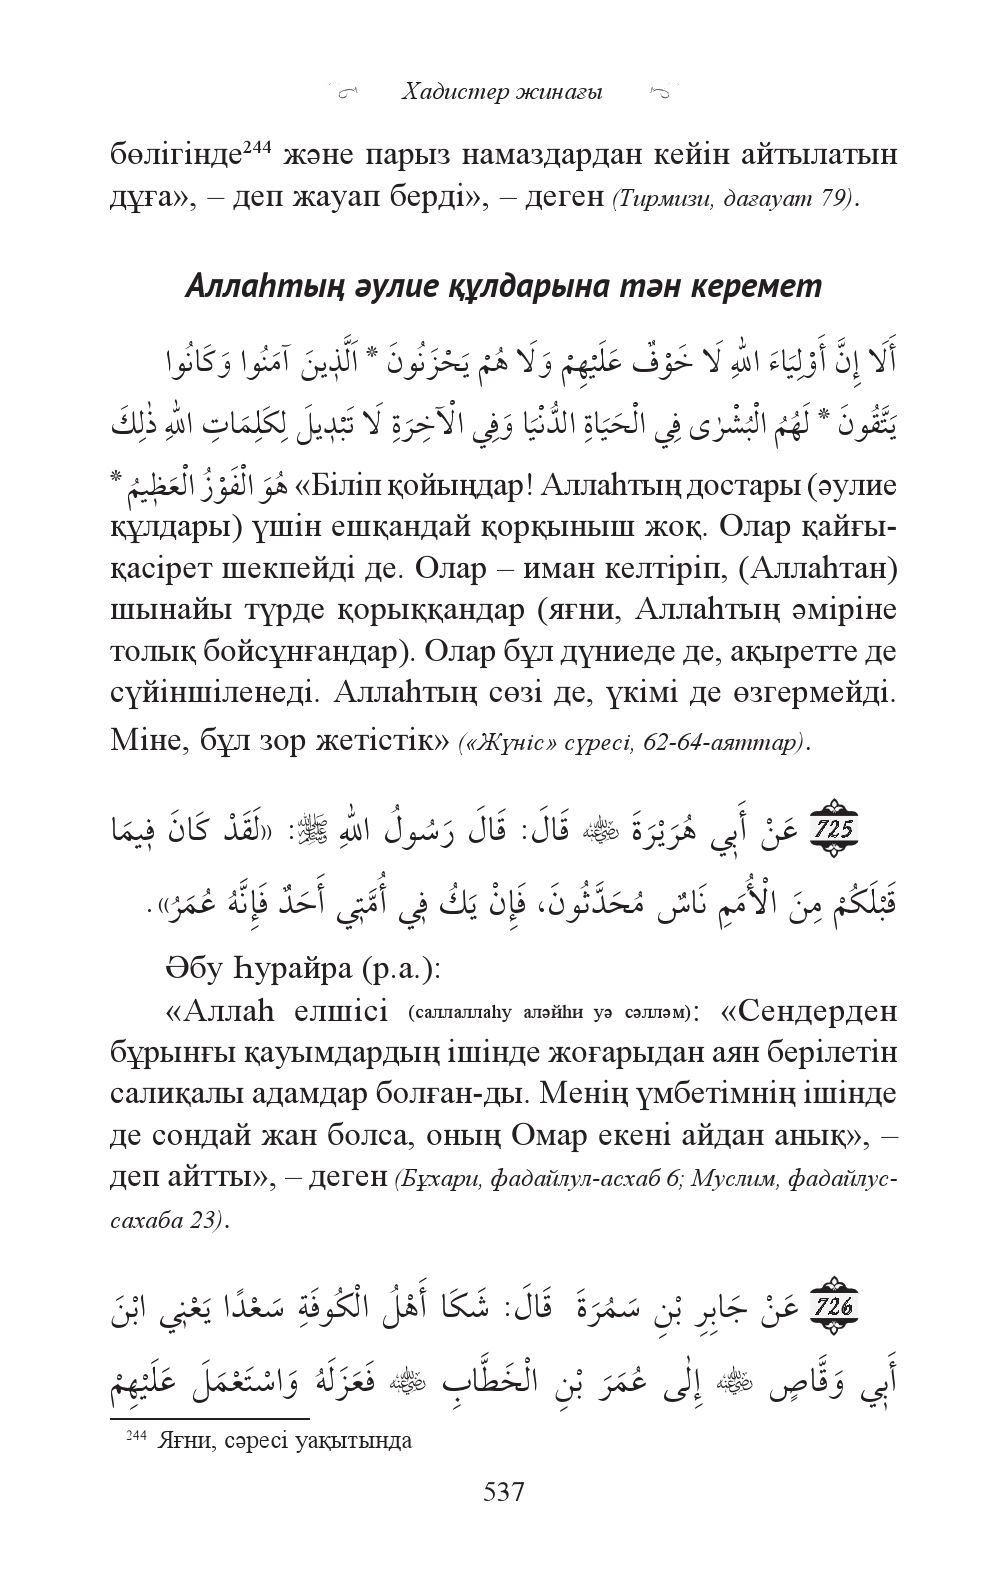 Хадистер жинағы
бөлігінде²⁴⁴ және парыз намаздардан кейін айтылатын
дұға», – деп жауап берді», – деген (Тирмизи, дағауат 79).
Аллаһтың әулие құлдарына тән керемет
أَلَا إِنَّ أَوْلِيَاءَ اللهِ لَا خَوْفٌ عَلَيْهِمْ وَلَا هُمْ يَحْزَنُونَ * اَلَّذِينَ آمَنُوا وَكَانُوا
يَتَّقُونَ * لَهُمُ الْبُشْرٰى فِي الْحَيَاةِ الدُّنْيَا وَفِي الْآخِرَةِ لَا تَبْدِيلَ لِكَلِمَاتِ اللهِ ذٰلِكَ
هُوَ الْفَوْزُ الْعَظِيمُ * «Біліп қойыңдар! Аллаһтың достары (әулие
құлдары) үшін ешқандай қорқыныш жоқ. Олар қайғы-
қасірет шекпейді де. Олар – иман келтіріп, (Аллаһтан)
шынайы түрде қорыққандар (яғни, Аллаһтың әміріне
толық бойсұнғандар). Олар бұл дүниеде де, ақыретте де
сүйіншіленеді. Аллаһтың сөзі де, үкімі де өзгермейді.
Міне, бұл зор жетістік» («Жүніс» сүресі, 62-64-аяттар).
725 عَنْ أَبِي هُرَيْرَةَ ﵁ قَالَ: قَالَ رَسُولُ اللهِ ﷺ: «لَقَدْ كَانَ فِيمَا
قَبْلَكُمْ مِنَ الْأُمَمِ نَاسٌ مُحَدَّثُونَ، فَإِنْ يَكُ فِي أُمَّتِي أَحَدٌ فَإِنَّهُ عُمَرُ».
Әбу Һурайра (р.а.):
«Аллаһ елшісі (саллаллаһу аләйһи уә сәлләм): «Сендерден
бұрынғы қауымдардың ішінде жоғарыдан аян берілетін
салиқалы адамдар болған-ды. Менің үмбетімнің ішінде
де сондай жан болса, оның Омар екені айдан анық», –
деп айтты», – деген (Бұхари, фадайлул-асхаб 6; Муслим, фадайлус-
сахаба 23).
726 عَنْ جَابِرِ بْنِ سَمُرَةَ قَالَ: شَكَا أَهْلُ الْكُوفَةِ سَعْدًا يَعْنِي ابْنَ
أَبِي وَقَّاصٍ ﵁ إِلٰى عُمَرَ بْنِ الْخَطَّابِ ﵁ فَعَزَلَهُ وَاسْتَعْمَلَ عَلَيْهِمْ
²⁴⁴ Яғни, сәресі уақытында
537